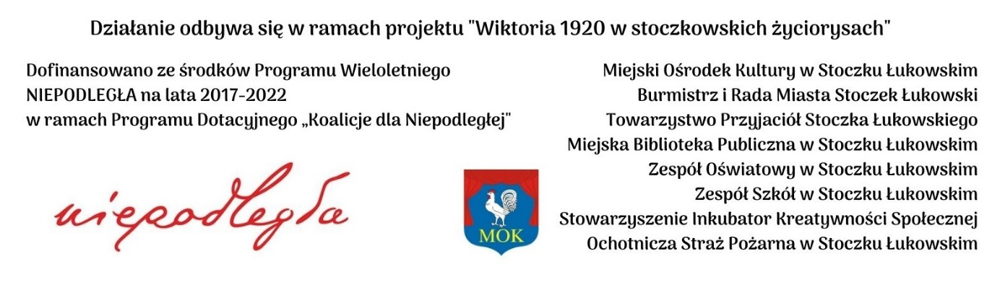 Działanie odbywa się w ramach projektu "Wiktoria 1920 w stoczkowskich życiorysach"
Dofinansowano ze środków Programu Wieloletniego
NIEPODLEGŁA na lata 2017-2022
w ramach Programu Dotacyjnego „Koalicje dla Niepodległej"
niepodległa
MOK
Miejski Ośrodek Kultury w Stoczku Łukowskim
Burmistrz i Rada Miasta Stoczek Łukowski
Towarzystwo Przyjaciół Stoczka Łukowskiego
Miejska Biblioteka Publiczna w Stoczku Łukowskim
Zespół Oświatowy w Stoczku Łukowskim
Zespół Szkół w Stoczku Łukowskim
Stowarzyszenie Inkubator Kreatywności Społecznej
Ochotnicza Straż Pożarna w Stoczku Łukowskim